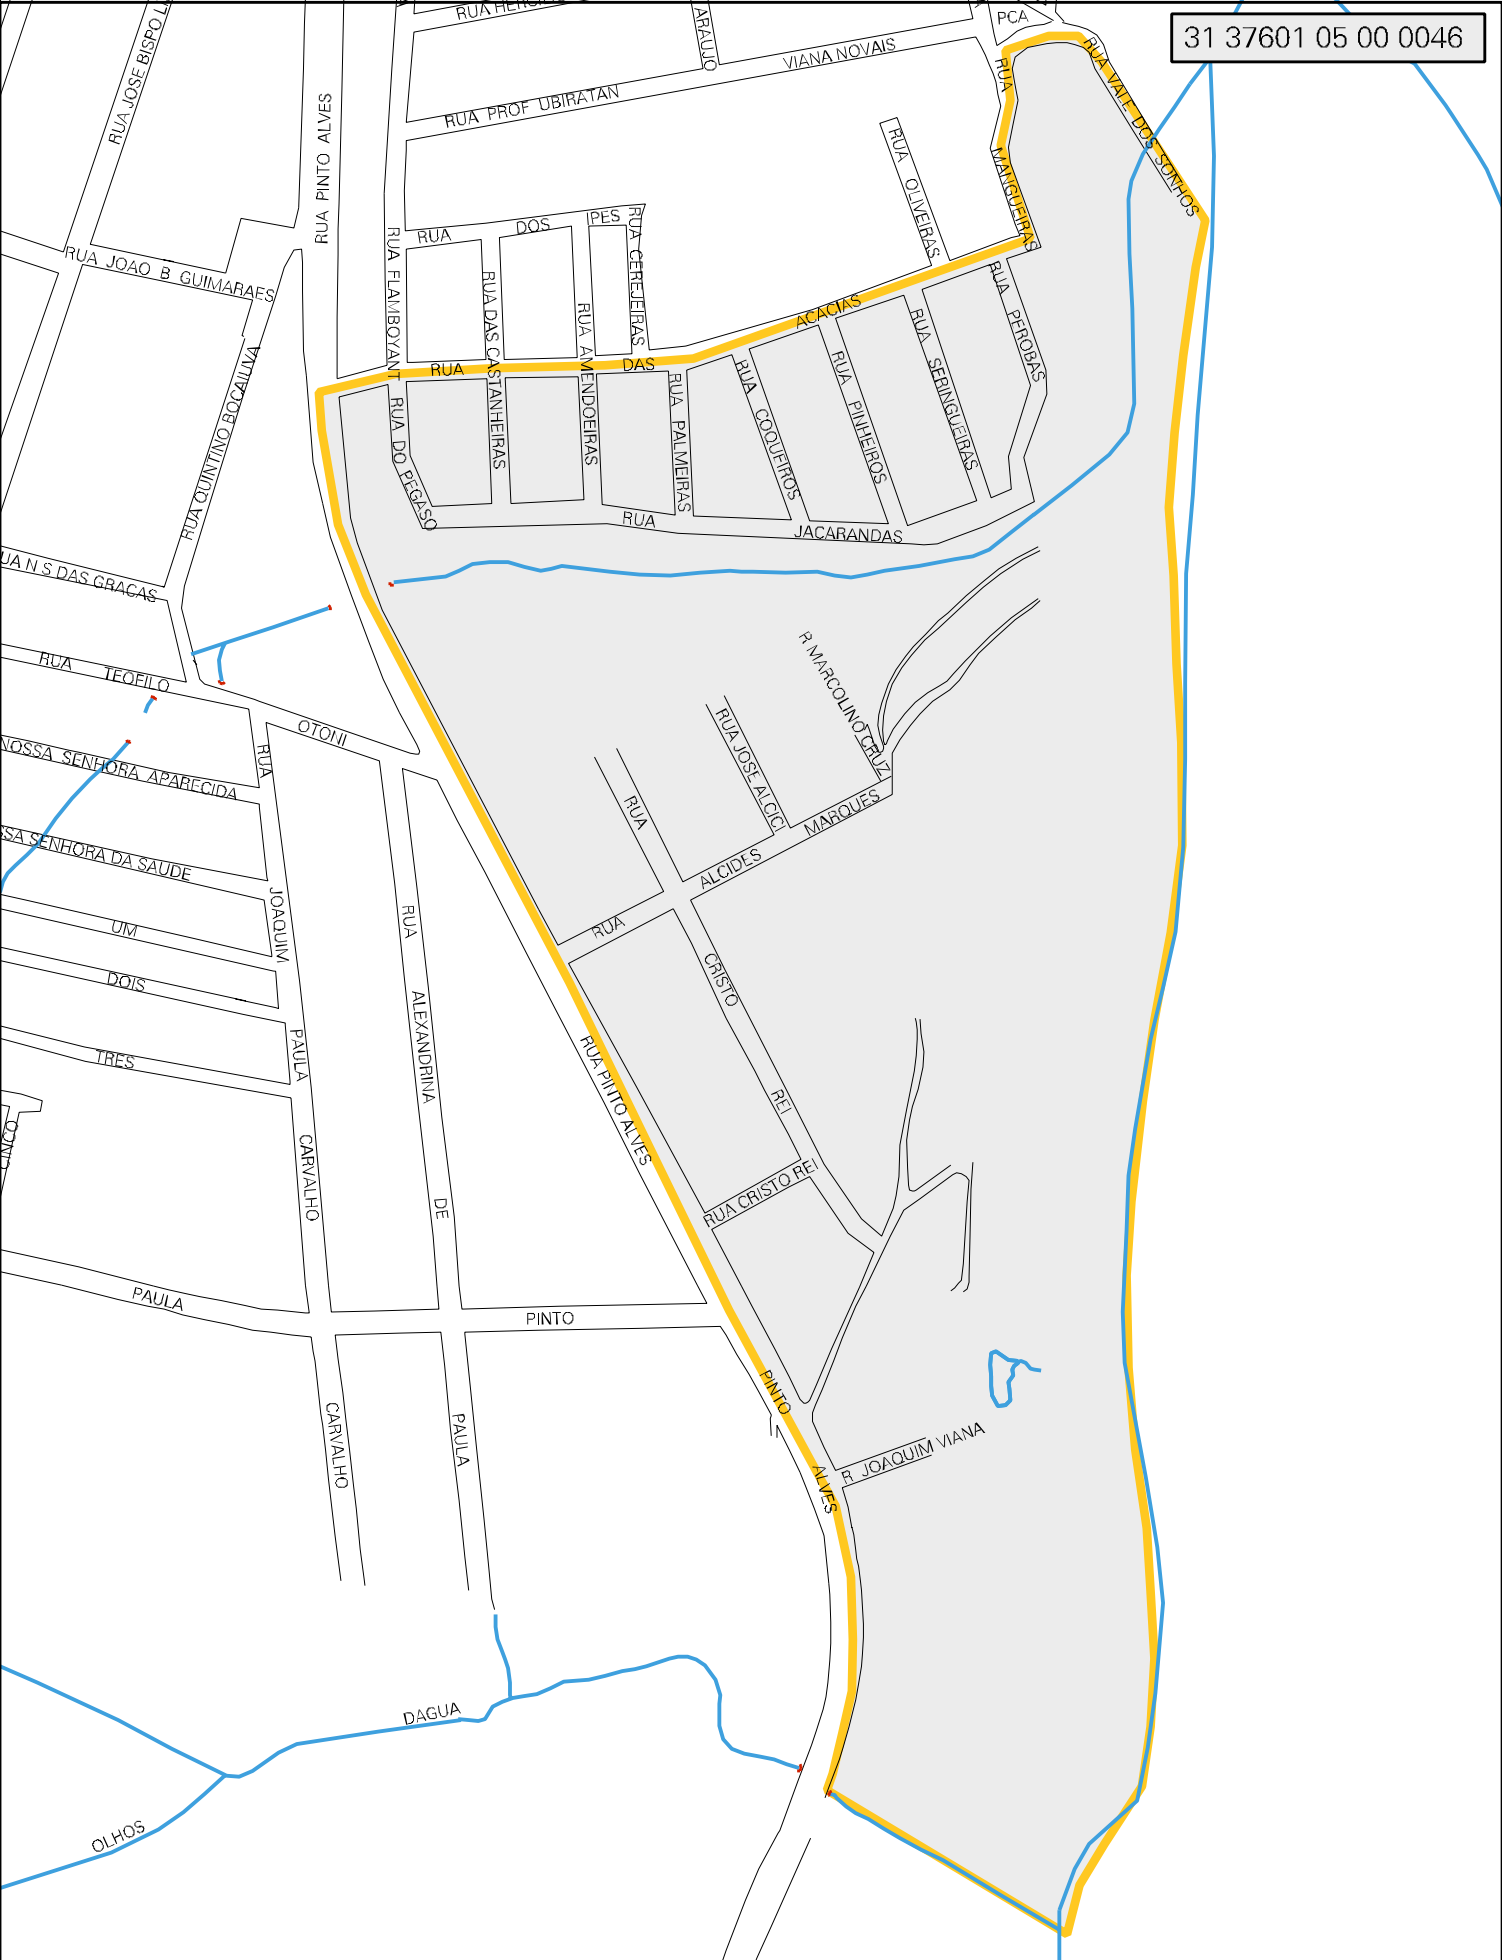 31 37601 05 00 0046
PCA
ARAUJO
VIANA NOVAIS
RUA PROF UBIRATAN
RUA JOSE BISPO
RUA PINTO ALVES
RUA
MANGUEIRAS
RUA VALE DOS SONHOS
RUA OLIVEIRAS
RUA DOS PES
RUA CEREJEIRAS
RUA FLAMBOYANT
RUA DAS CASTANHEIRAS
RUA AMENDOEIRAS
RUA JOAO B GUIMARAES
RUA QUINTINO BOCAIUVA
RUA DAS ACACIAS
RUA PEROBAS
RUA SERINGUEIRAS
RUA PINHEIROS
RUA COQUEIROS
RUA PALMEIRAS
RUA DO PEGASO
RUA JACARANDAS
UA N S DAS GRACAS
RUA TEOFILO OTONI
NOSSA SENHORA APARECIDA
SSA SENHORA DA SAUDE
UM
DOIS
TRES
CINCO
RUA JOAQUIM PAULA CARVALHO
CARVALHO
RUA ALEXANDRINA DE PAULA
R MARCOLINO CRUZ
RUA JOSE ALCICI
RUA ALCIDES MARQUES
RUA CRISTO REI
RUA PINTO ALVES
RUA CRISTO REI
PAULA PINTO
PINTO ALVES
R JOAQUIM VIANA
DAGUA
OLHOS